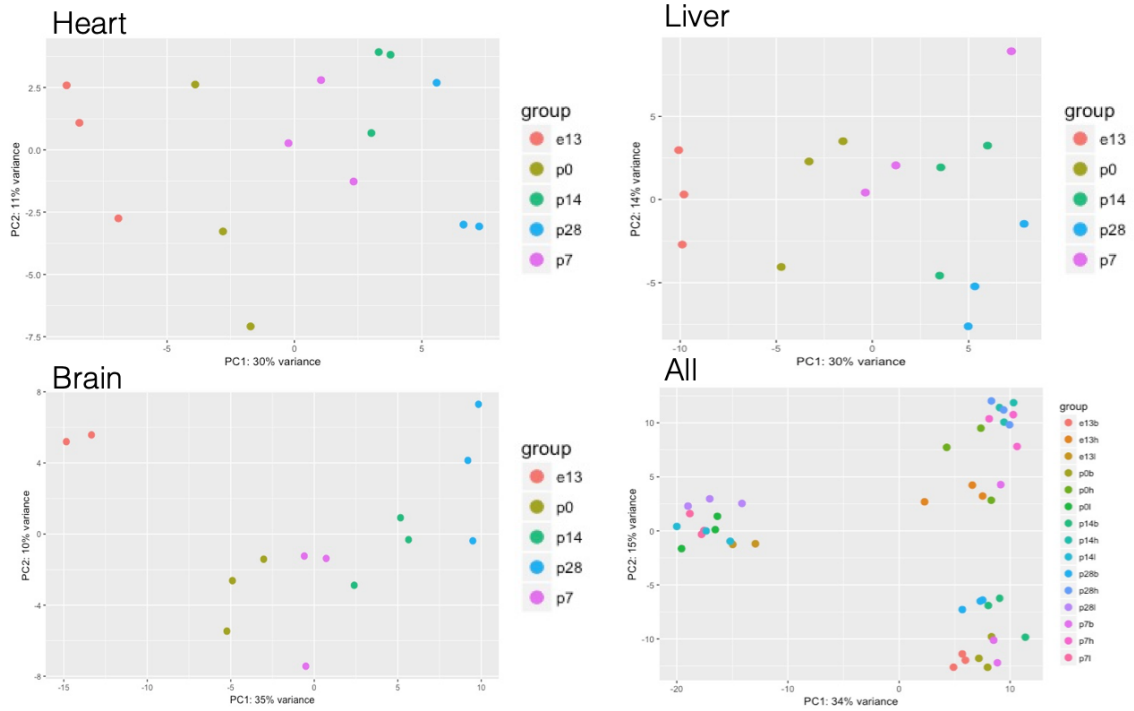 Heart
2.5
0.0
-2.5
-5.0
-7.5
-5
0
5
PC2: 11% variance
PC1: 30% variance
group
e13
p0
p14
p28
p7
Liver
5
0
-5
-10
-5
0
5
PC2: 14% variance
PC1: 30% variance
group
e13
p0
p14
p28
p7
Brain
8
4
0
-4
-8
-15
-10
-5
0
5
10
PC2: 10% variance
PC1: 35% variance
group
e13
p0
p14
p28
p7
All
10
5
0
-5
-10
-20
-10
0
10
PC2: 15% variance
PC1: 34% variance
group
e13b
e13h
e13l
p0b
p0h
p0l
p14b
p14h
p14l
p28b
p28h
p28l
p7b
p7h
p7l